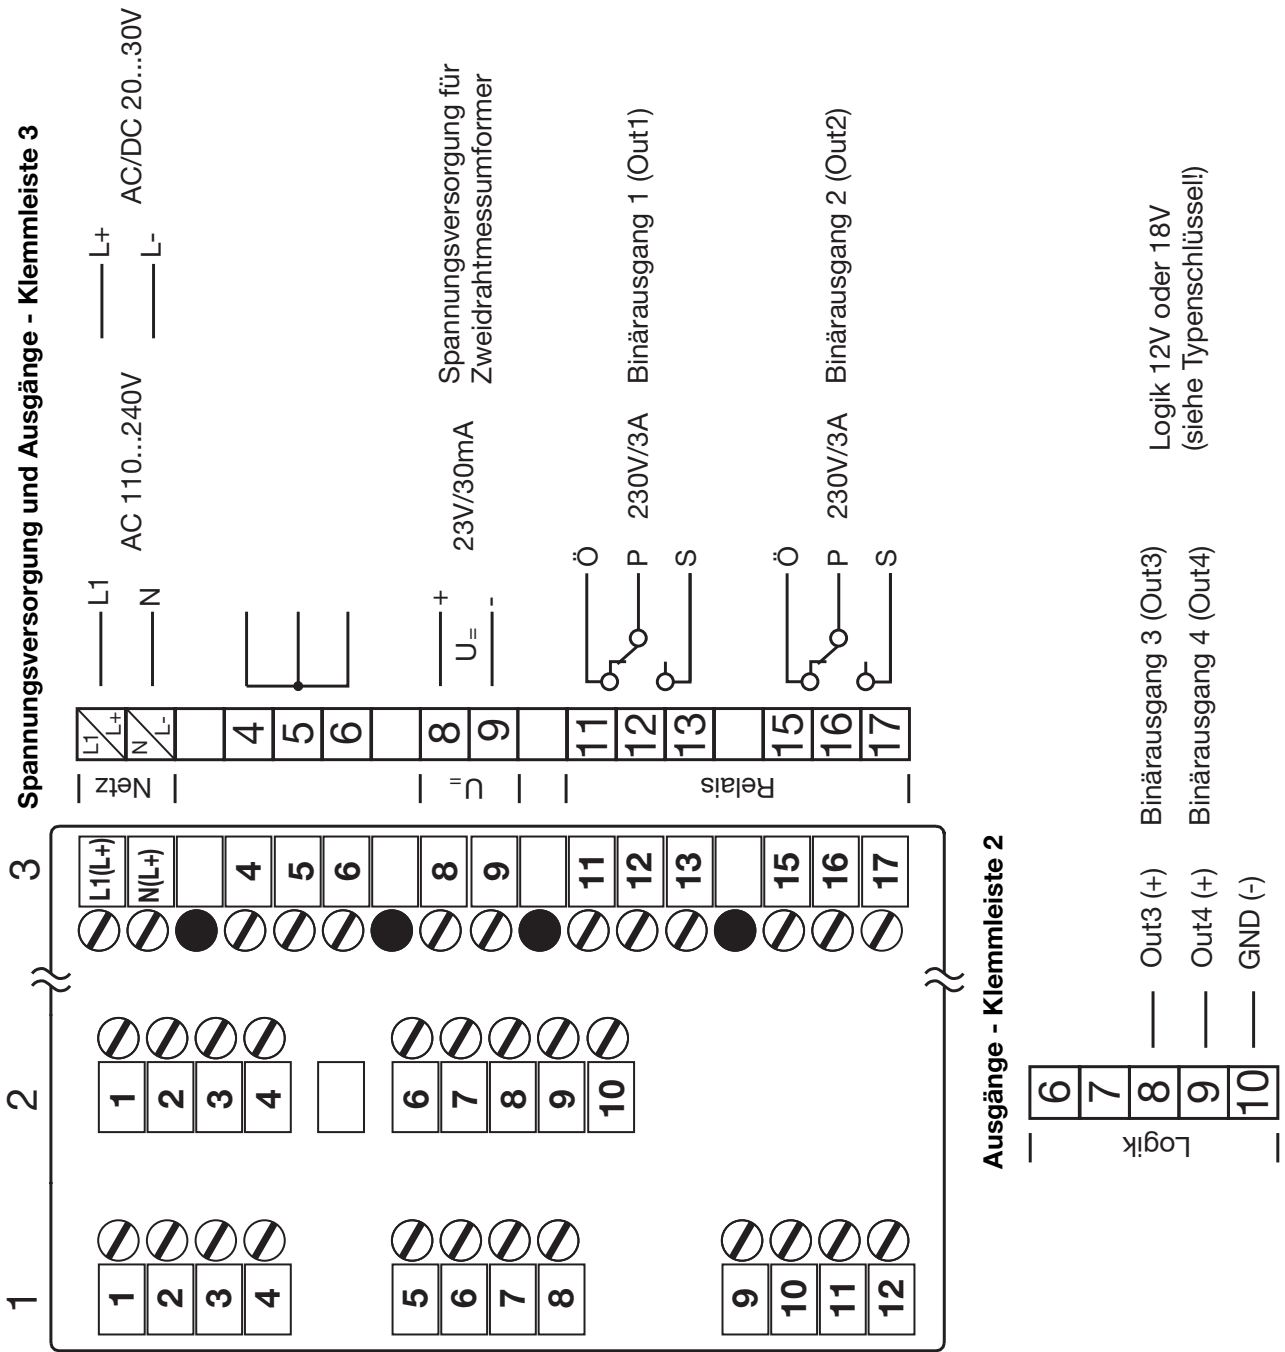 Spannungsversorgung und Ausgänge - Klemmleiste 3
L1
N
AC 110...240V
L+
L-
AC/DC 20...30V
+
U=
-
23V/30mA
Spannungsversorgung für
Zweidrahtmessumformer
Ö
P
S
230V/3A
Binärausgang 1 (Out1)
Ö
P
S
230V/3A
Binärausgang 2 (Out2)
L1
L+
N
L-
4
5
6
8
9
11
12
13
15
16
17
Netz
U=
Relais
3
L1(L+)
N(L+)
4
5
6
8
9
11
12
13
15
16
17
2
1
2
3
4
6
7
8
9
10
1
1
2
3
4
5
6
7
8
9
10
11
12
Ausgänge - Klemmleiste 2
Logik
6
7
8
9
10
Out3 (+)
Out4 (+)
GND (-)
Binärausgang 3 (Out3)
Binärausgang 4 (Out4)
Logik 12V oder 18V
(siehe Typenschlüssel!)